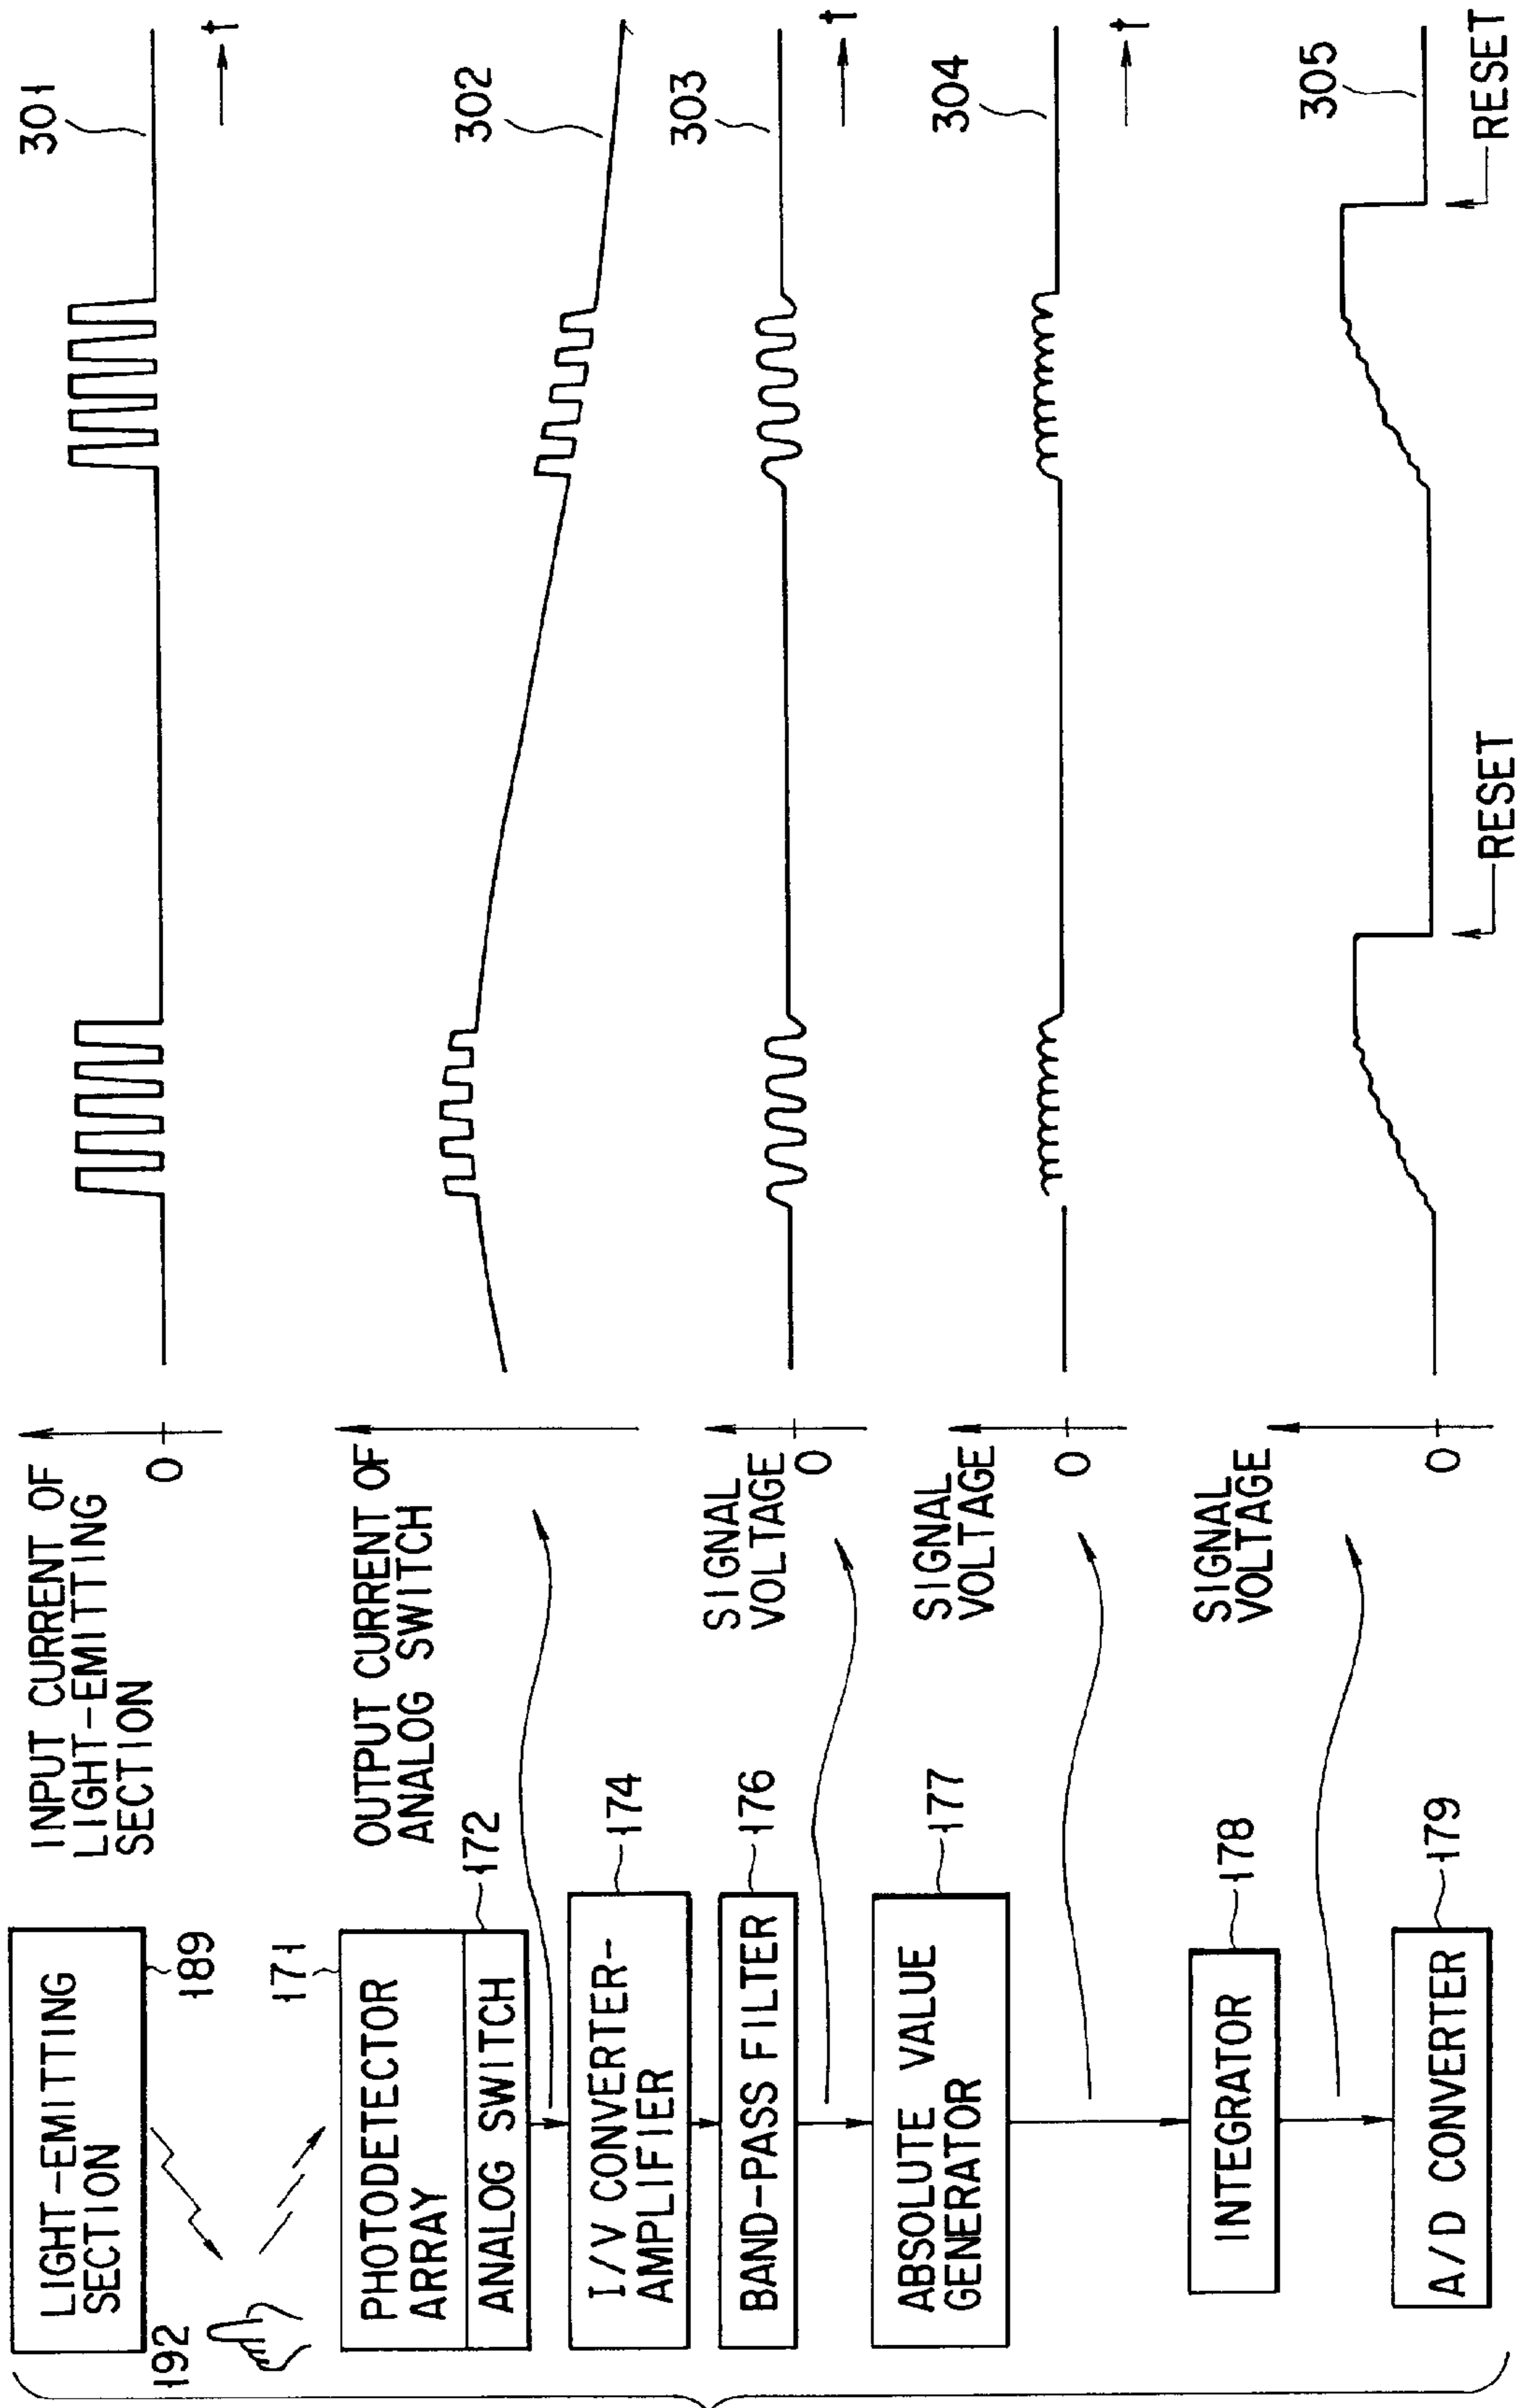 LIGHT-EMITTING
SECTION
189
192
171
PHOTODETECTOR
ARRAY
ANALOG SWITCH
172
I/V CONVERTER-
AMPLIFIER
174
BAND-PASS FILTER
176
ABSOLUTE VALUE
GENERATOR
177
INTEGRATOR
178
A/D CONVERTER
179
INPUT CURRENT OF
LIGHT-EMITTING
SECTION
0
301
t
OUTPUT CURRENT OF
ANALOG SWITCH
302
SIGNAL
VOLTAGE
0
303
t
SIGNAL
VOLTAGE
0
304
t
SIGNAL
VOLTAGE
0
305
RESET
RESET